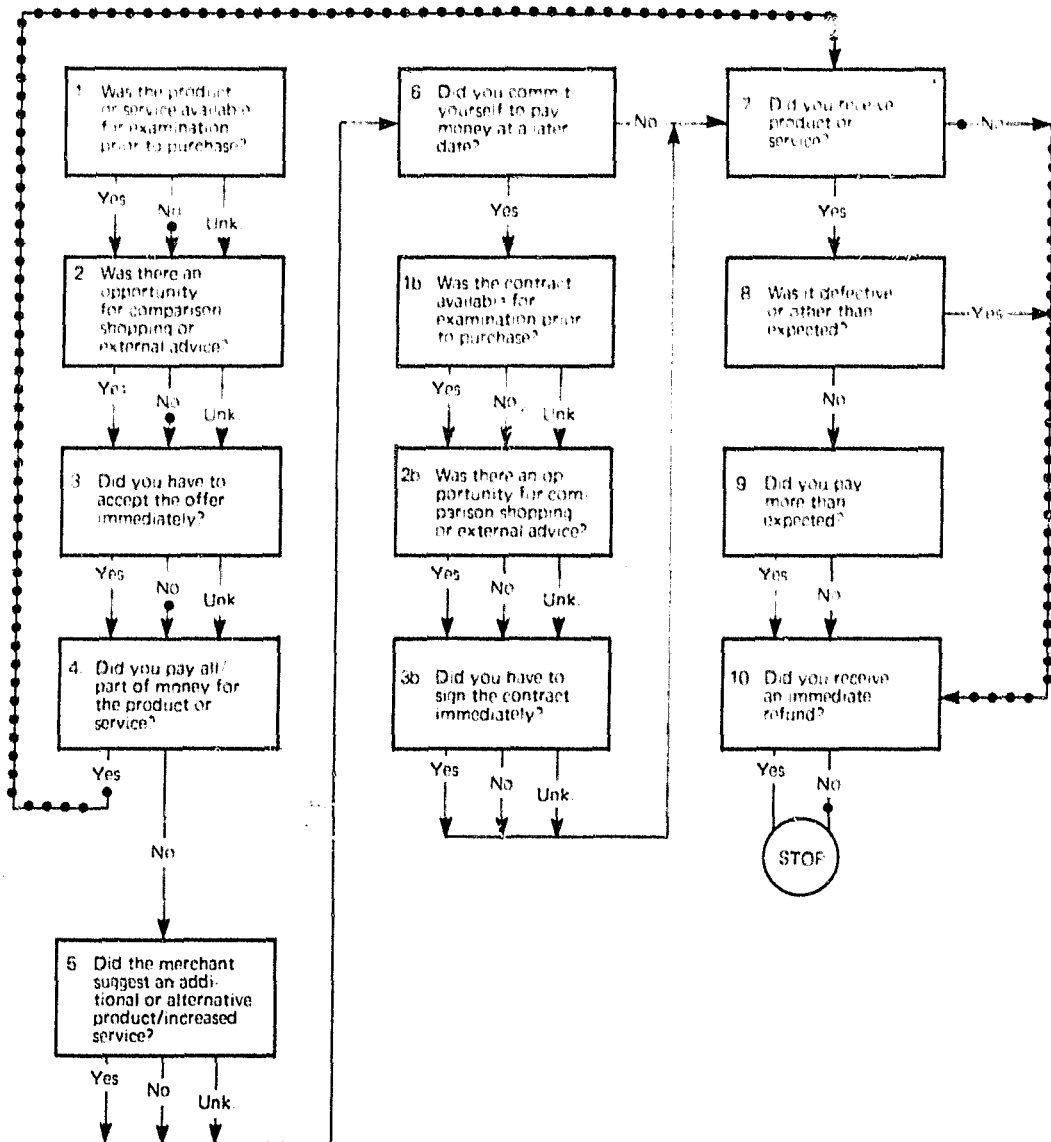 1 Was the product
or service available
for examination
prior to purchase?
Yes
No
Unk.
2 Was there an
opportunity
for comparison
shopping or
external advice?
Yes
No
Unk.
3 Did you have to
accept the offer
immediately?
Yes
No
Unk
4. Did you pay all/
part of money for
the product or
service?
Yes
No
5 Did the merchant
suggest an addi-
tional or alternative
product/increased
service?
Yes
No
Unk.
6 Did you commit
yourself to pay
money at a later
date?
No
Yes
1b Was the contract
available for
examination prior
to purchase?
Yes
No
Unk
2b Was there an op
portunity for com-
parison shopping
or external advice?
Yes
No
Unk.
3b Did you have to
sign the contract
immediately?
Yes
No
Unk.
7 Did you receive
product or
service?
No
Yes
8 Was it defective
or other than
expected?
Yes
No
9 Did you pay
more than
expected?
Yes
No
10 Did you receive
an immediate
refund?
Yes
No
STOP